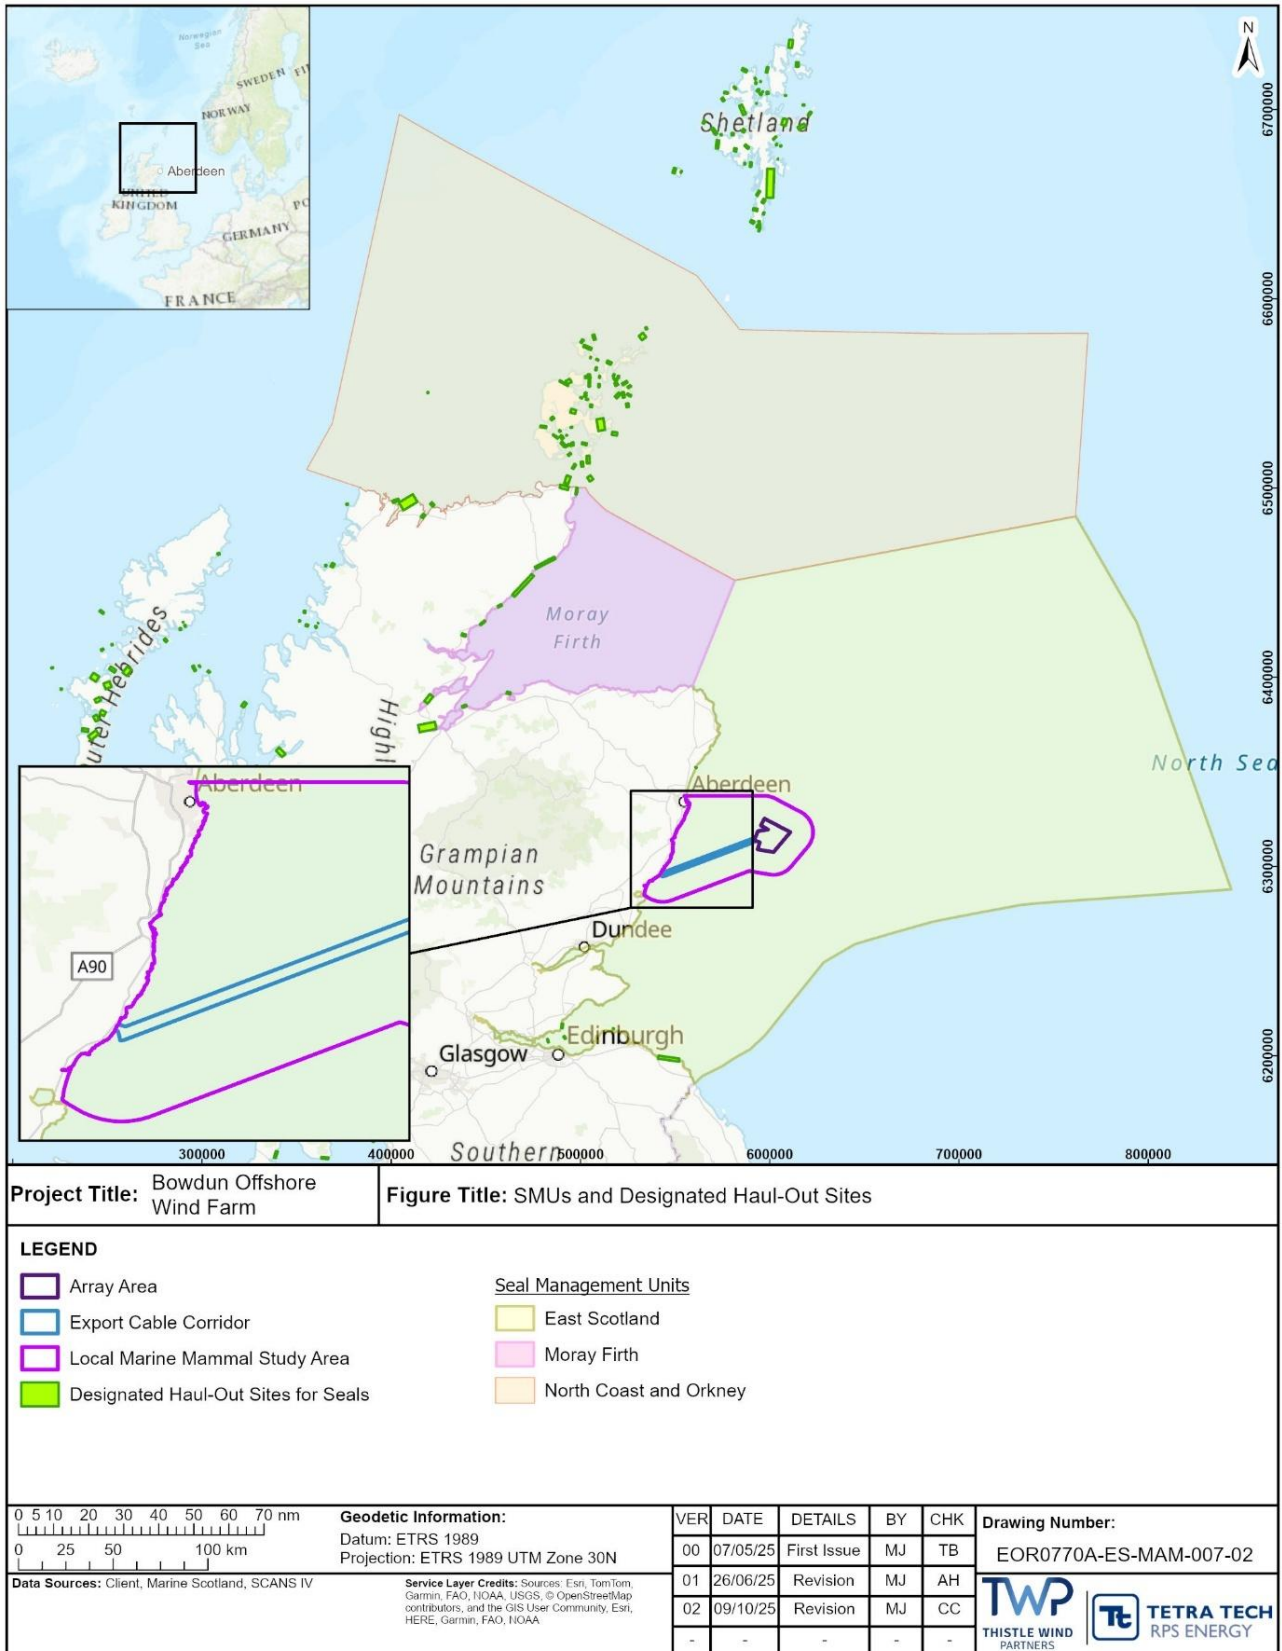 Norwegian
Sea
SWEDEN
FI
NORWAY
Aberdeen
UNITED
KINGDOM
GERMANY
PO
FRANCE
N
Shetland
6700000
6600000
6500000
6400000
6300000
6200000
Moray
Firth
Outer Hebrides
Highl
North Sea
Aberdeen
Aberdeen
Grampian
Mountains
Dundee
A90
Edinburgh
Glasgow
Southern
300000
400000
500000
600000
700000
800000
Project Title: Bowdun Offshore
Wind Farm
Figure Title: SMUs and Designated Haul-Out Sites
LEGEND
Array Area
Export Cable Corridor
Local Marine Mammal Study Area
Designated Haul-Out Sites for Seals
Seal Management Units
East Scotland
Moray Firth
North Coast and Orkney
0 5 10 20 30 40 50 60 70 nm
0 25 50 100 km
Data Sources: Client, Marine Scotland, SCANS IV
Geodetic Information:
Datum: ETRS 1989
Projection: ETRS 1989 UTM Zone 30N
Service Layer Credits: Sources: Esri, TomTom,
Garmin, FAO, NOAA, USGS, © OpenStreetMap
contributors, and the GIS User Community, Esri,
HERE, Garmin, FAO, NOAA
VER DATE DETAILS BY CHK
00 07/05/25 First Issue MJ TB
01 26/06/25 Revision MJ AH
02 09/10/25 Revision MJ CC
- - - - -
Drawing Number:
EOR0770A-ES-MAM-007-02
TWP
THISTLE WIND
PARTNERS
Tt
TETRA TECH
RPS ENERGY